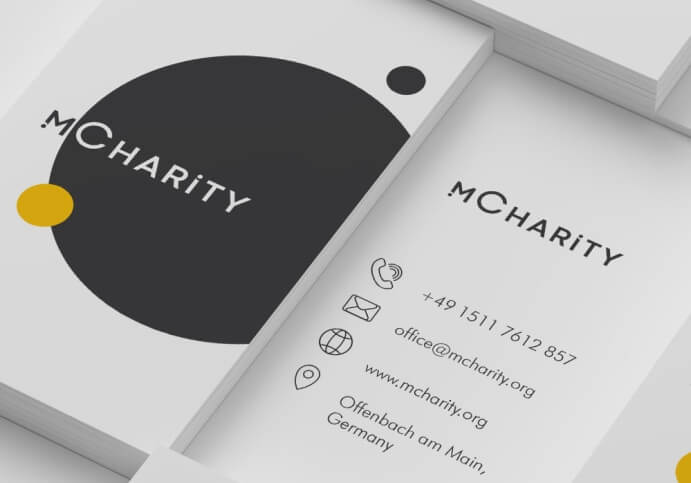 mCHARiTY
mCHARiTY
+49 1511 7612 857
office@mcharity.org
www.mcharity.org
Offenbach am Main,
Germany